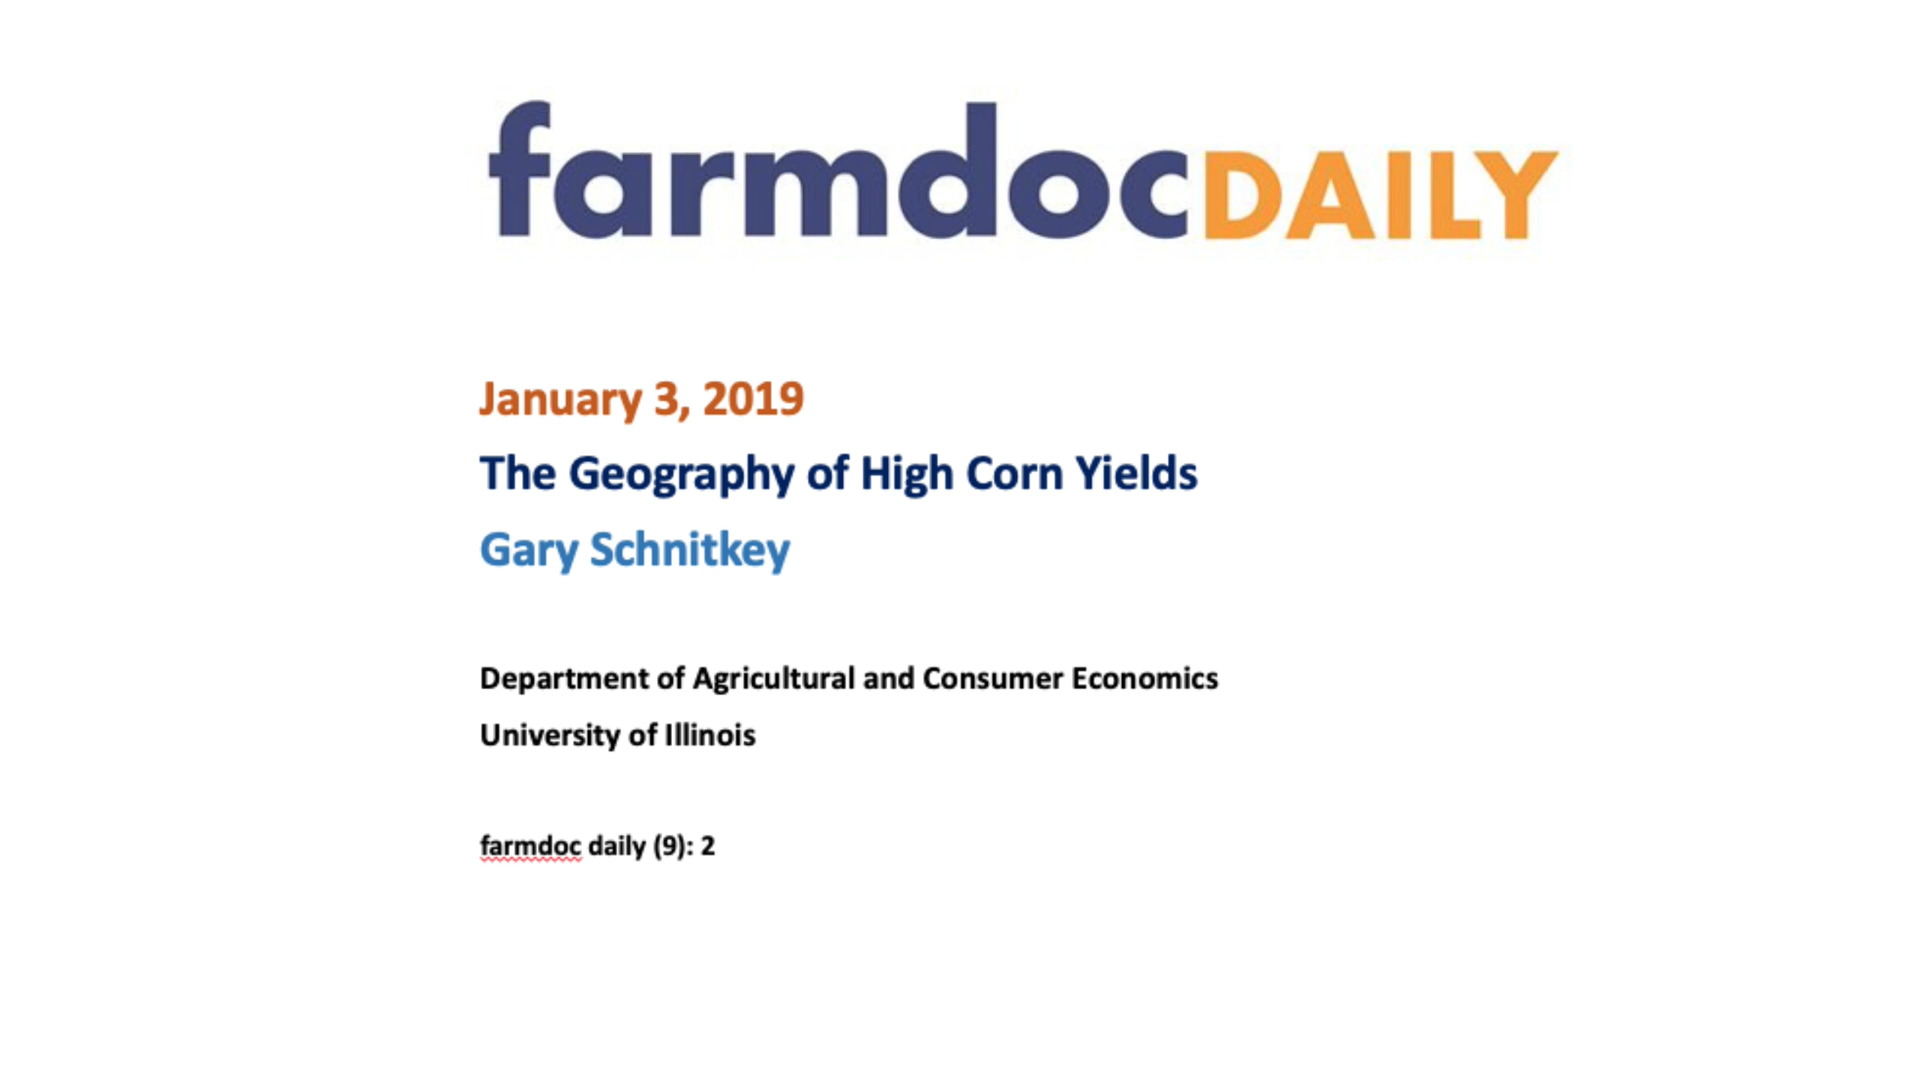 farmdocDAILY
January 3, 2019
The Geography of High Corn Yields
Gary Schnitkey
Department of Agricultural and Consumer Economics
University of Illinois
farmdoc daily (9): 2